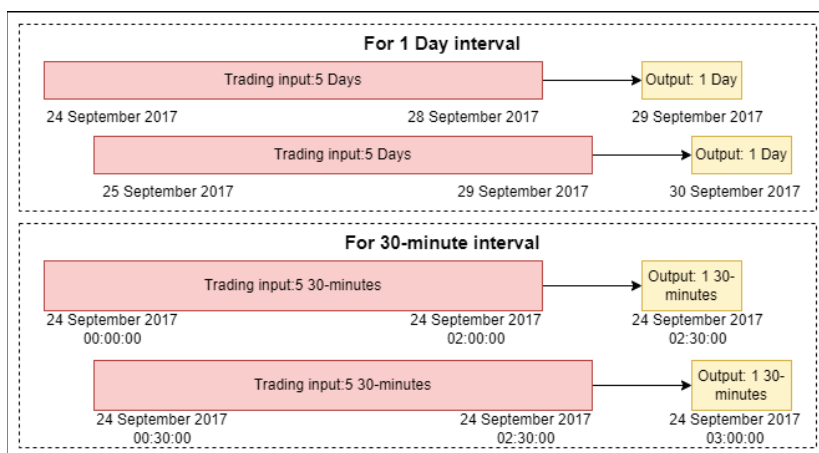 For 1 Day interval
Trading input:5 Days
Output: 1 Day
24 September 2017
28 September 2017
29 September 2017
Trading input:5 Days
Output: 1 Day
25 September 2017
29 September 2017
30 September 2017
For 30-minute interval
Trading input:5 30-minutes
Output: 1 30-
minutes
24 September 2017
00:00:00
24 September 2017
02:00:00
24 September 2017
02:30:00
Trading input:5 30-minutes
Output: 1 30-
minutes
24 September 2017
00:30:00
24 September 2017
02:30:00
24 September 2017
03:00:00